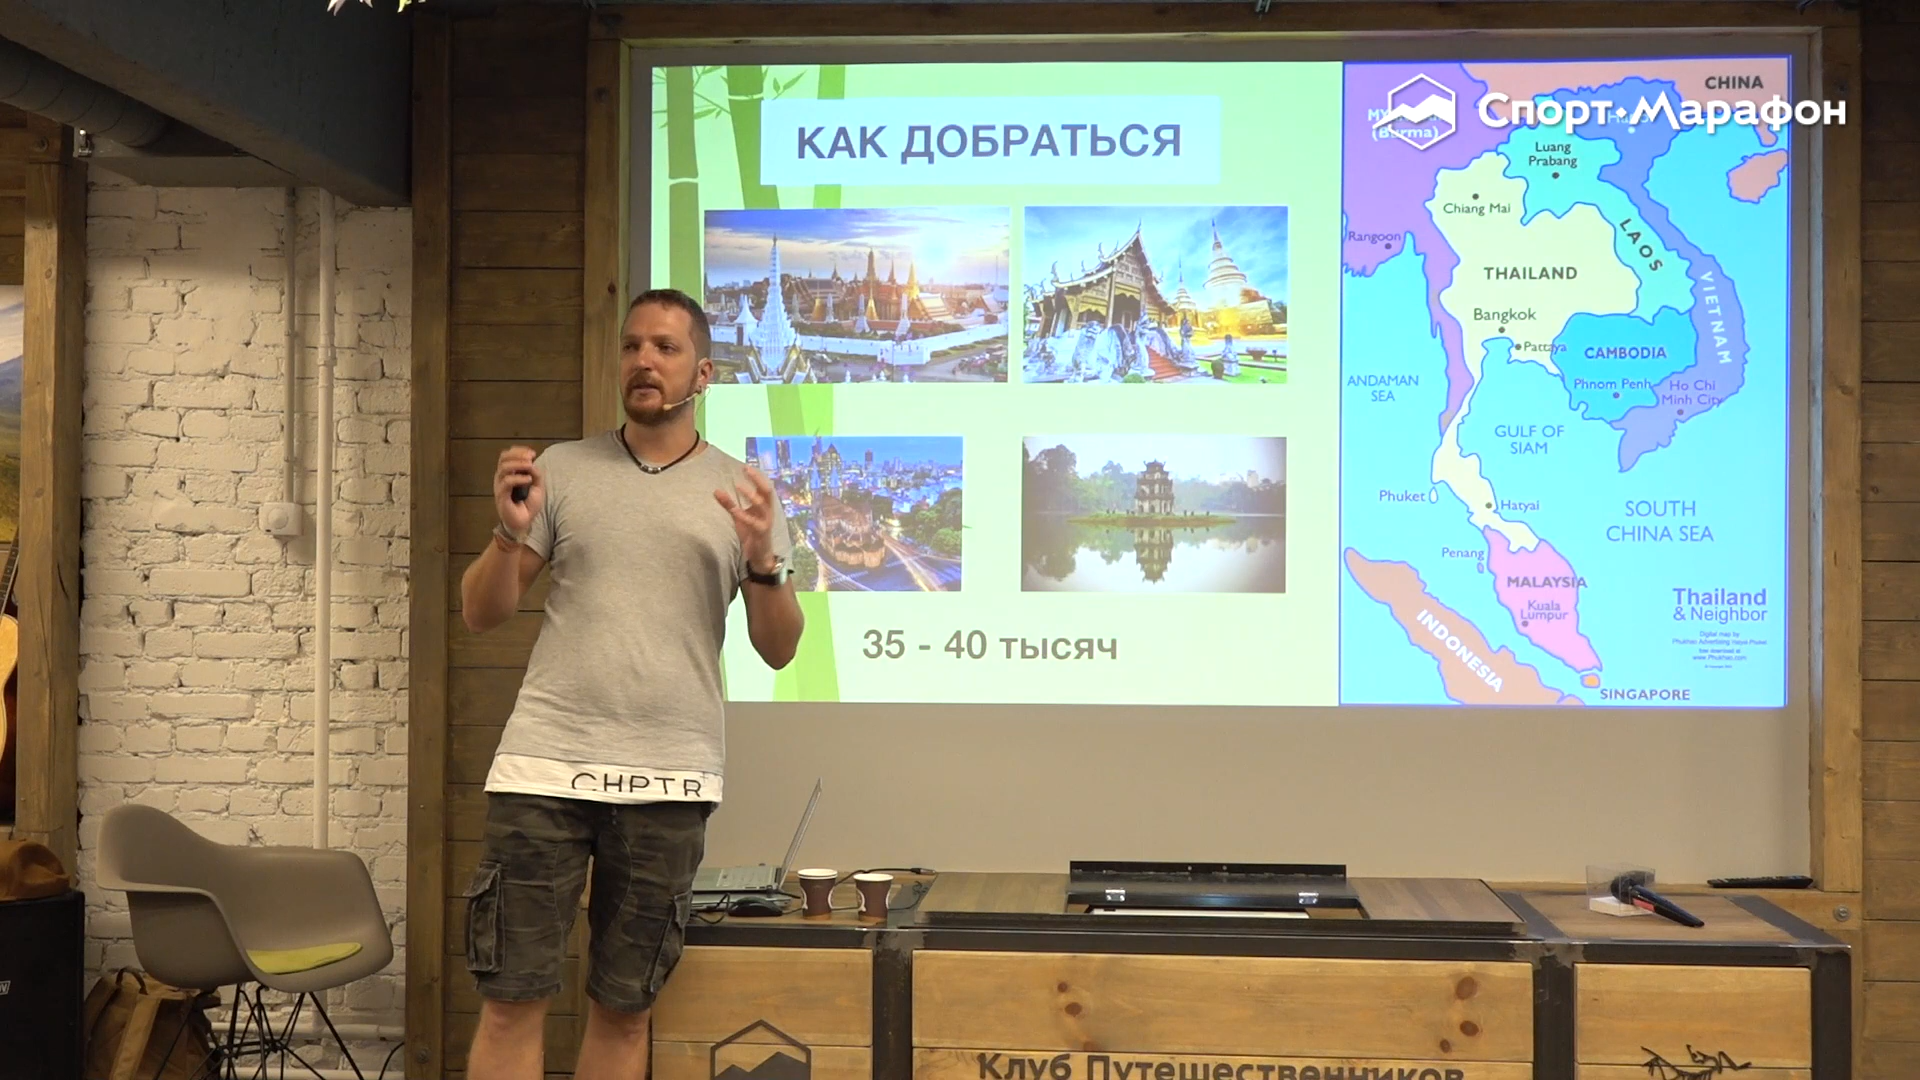 Спорт-Марафон
КАК ДОБРАТЬСЯ
35 - 40 тысяч
CHINA
(Burma)
Luang
Prabang
Chiang Mai
Rangoon
LAOS
THAILAND
VIETNAM
Bangkok
Pattaya
CAMBODIA
Phnom Penh
Ho Chi
Minh City
ANDAMAN
SEA
GULF OF
SIAM
Phuket
Hatyai
SOUTH
CHINA SEA
Penang
MALAYSIA
Kuala
Lumpur
Thailand
& Neighbor
INDONESIA
SINGAPORE
CHPTR
Клуб Путешественников